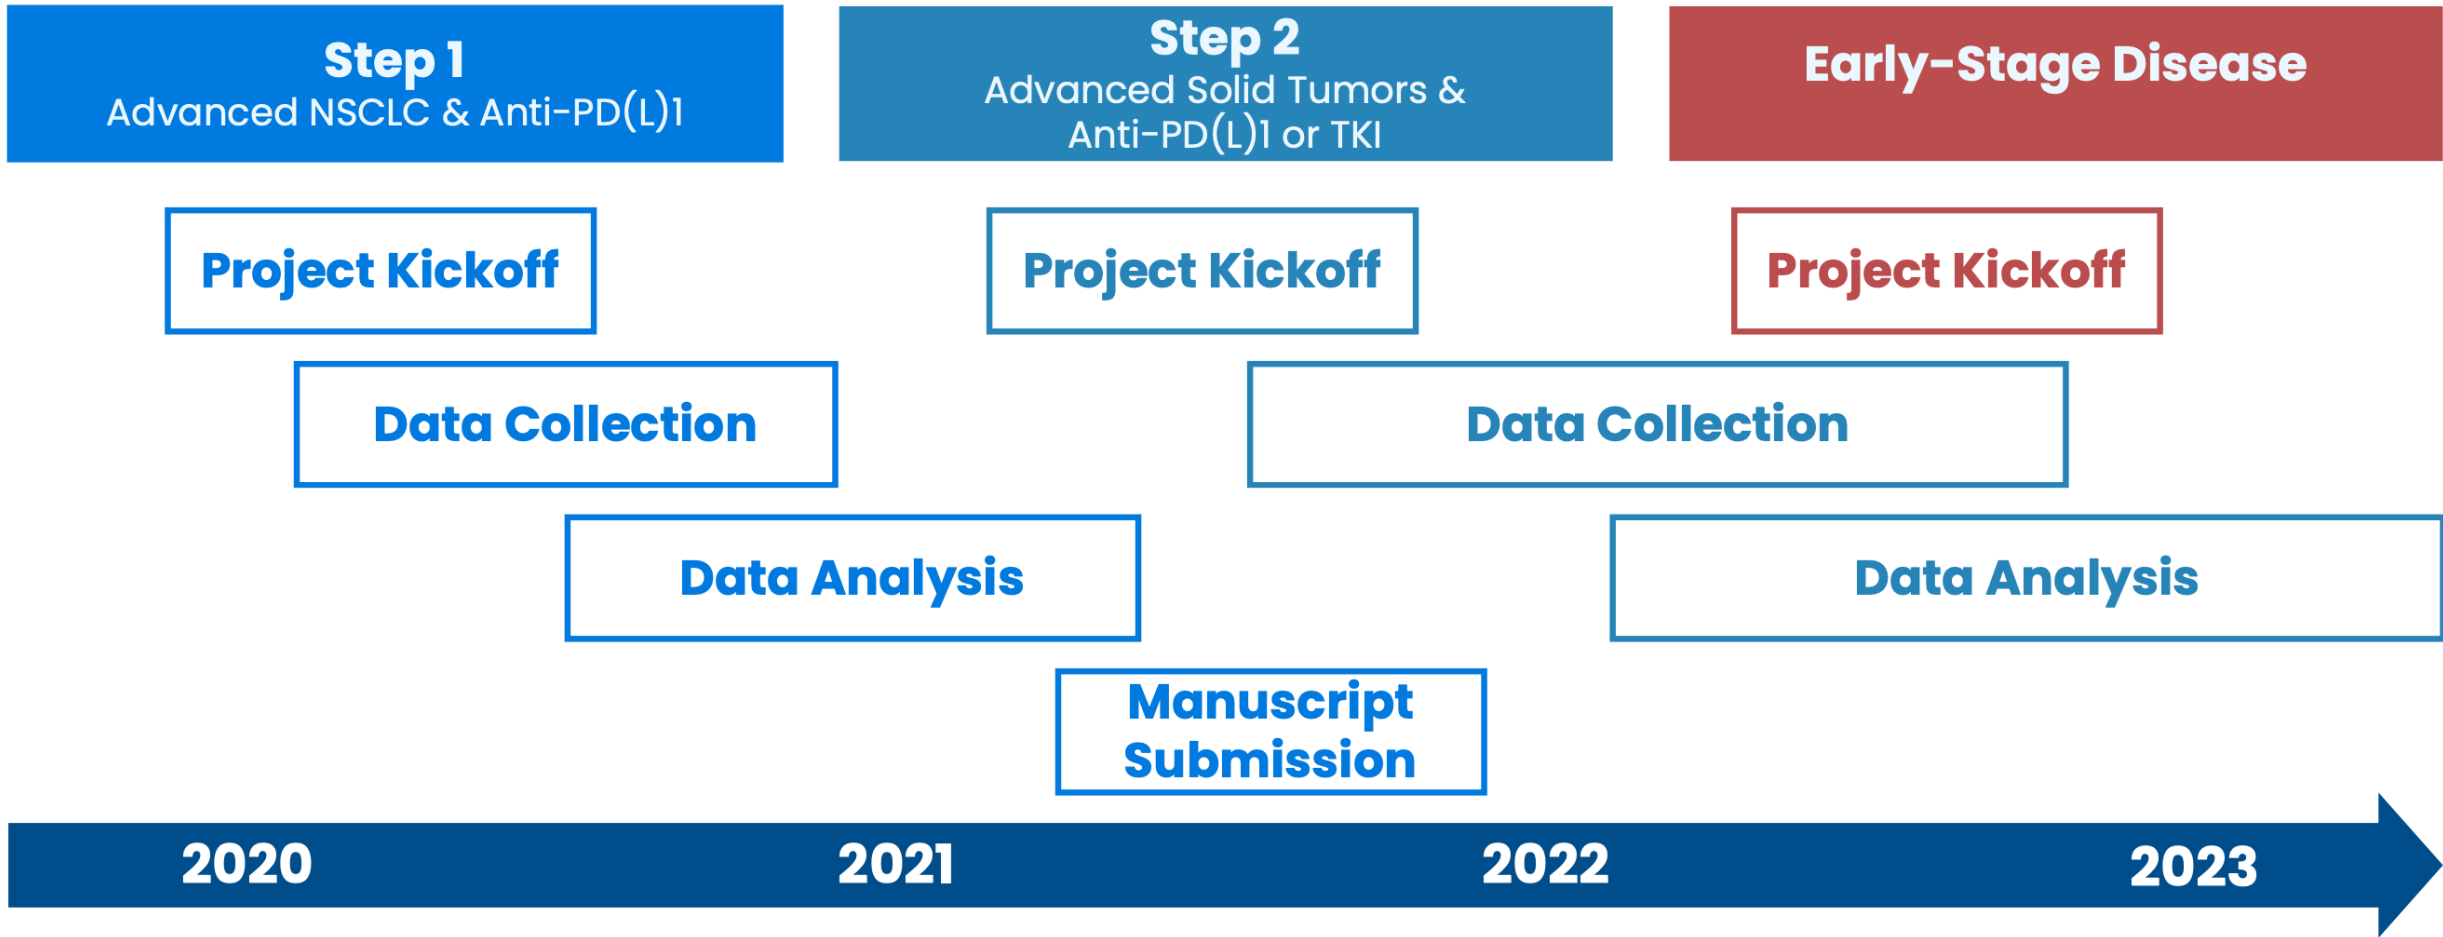 Step 1
Advanced NSCLC & Anti-PD(L)1
Step 2
Advanced Solid Tumors &
Anti-PD(L)1 or TKI
Early-Stage Disease
Project Kickoff
Project Kickoff
Project Kickoff
Data Collection
Data Collection
Data Analysis
Data Analysis
Manuscript
Submission
2020
2021
2022
2023